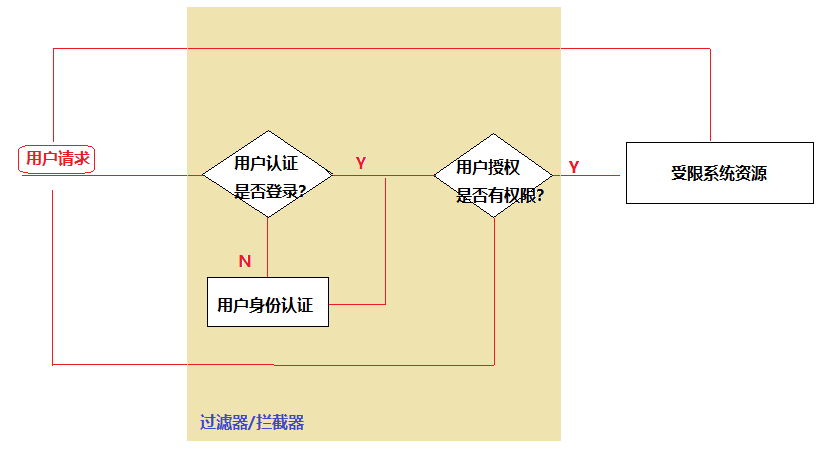 用户请求
用户认证
是否登录?
Y
用户授权
是否有权限?
Y
受限系统资源
N
用户身份认证
过滤器/拦截器